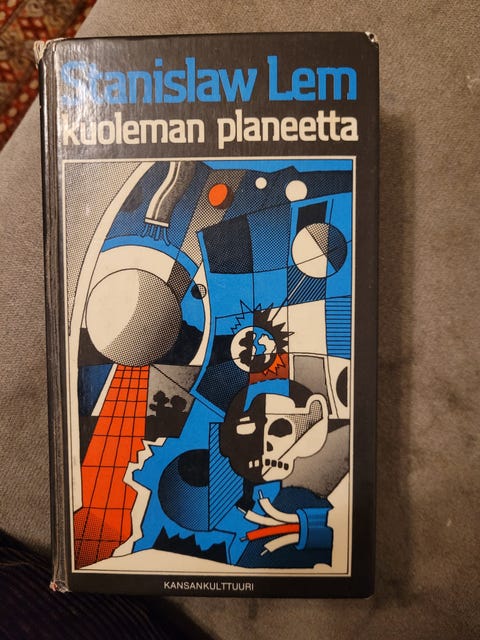 Stanislaw Lem
kuoleman planeetta
KANSANKULTTUURI